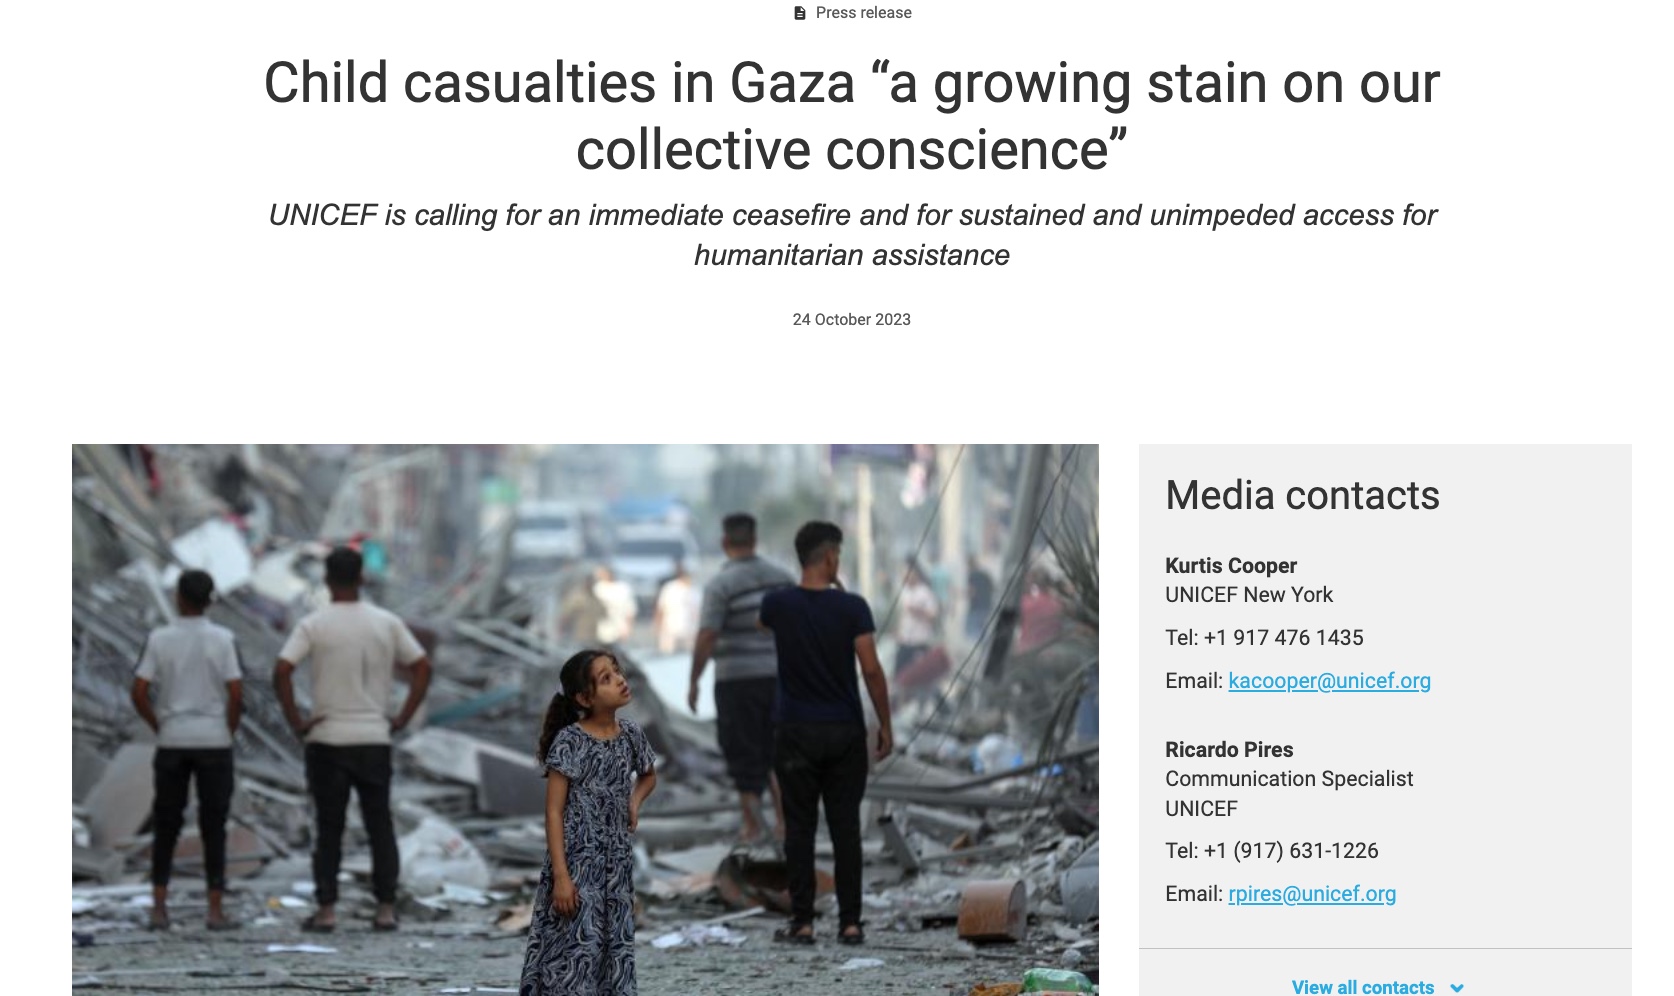 Press release
Child casualties in Gaza “a growing stain on our
collective conscience”
UNICEF is calling for an immediate ceasefire and for sustained and unimpeded access for
humanitarian assistance
24 October 2023
Media contacts
Kurtis Cooper
UNICEF New York
Tel: +1 917 476 1435
Email: kacooper@unicef.org
Ricardo Pires
Communication Specialist
UNICEF
Tel: +1 (917) 631-1226
Email: rpires@unicef.org
View all contacts